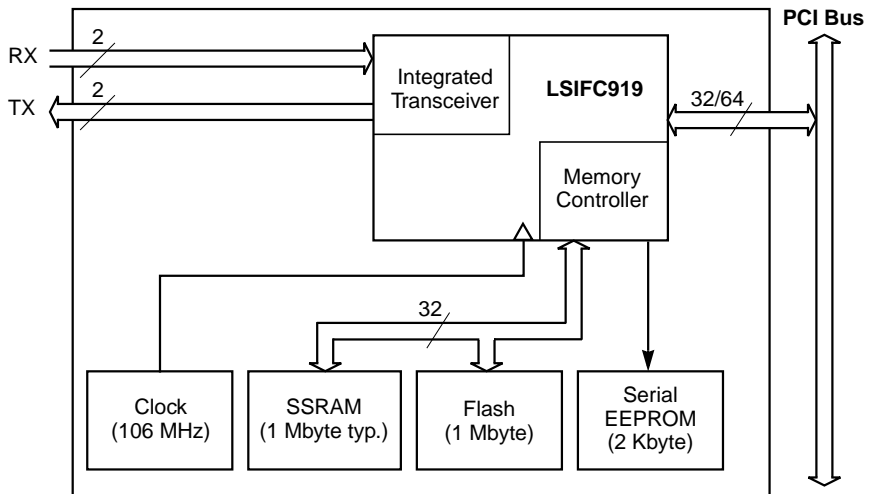 PCI Bus
RX
2
TX
2
Integrated
Transceiver
LSIFC919
32/64
Memory
Controller
32
Clock
(106 MHz)
SSRAM
(1 Mbyte typ.)
Flash
(1 Mbyte)
Serial
EEPROM
(2 Kbyte)